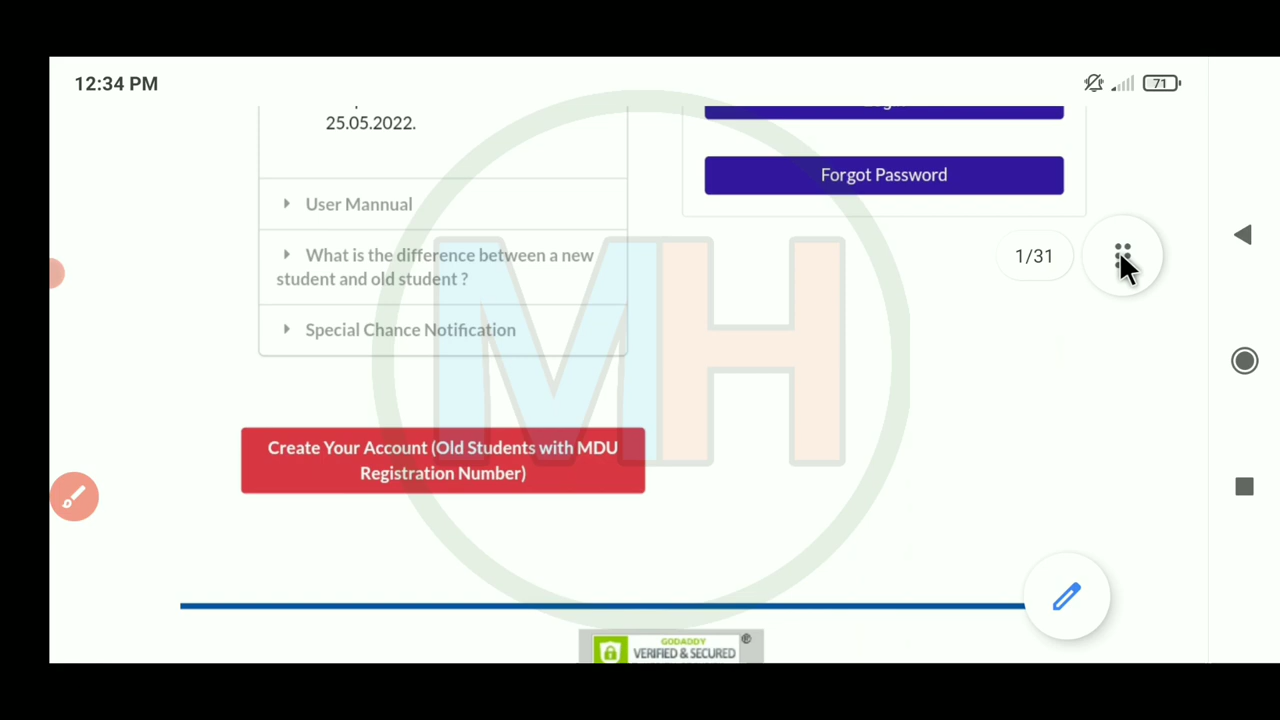 12:34 PM
71
25.05.2022.
Forgot Password
User Mannual
What is the difference between a new
student and old student ?
1/31
Special Chance Notification
MH
Create Your Account (Old Students with MDU
Registration Number)
GODADDY
VERIFIED & SECURED